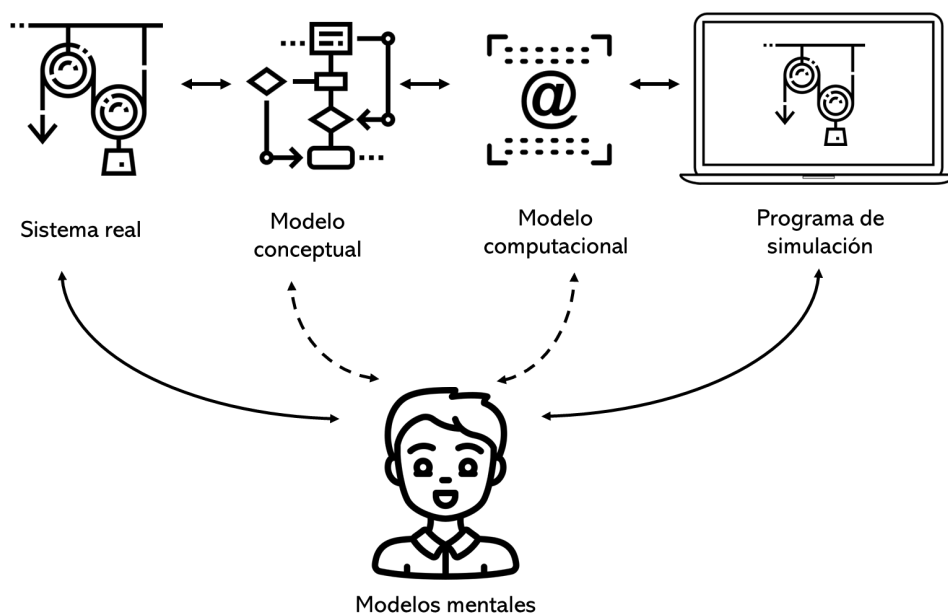 @
Sistema real
Modelo
conceptual
Modelo
computacional
Programa de
simulación
Modelos mentales